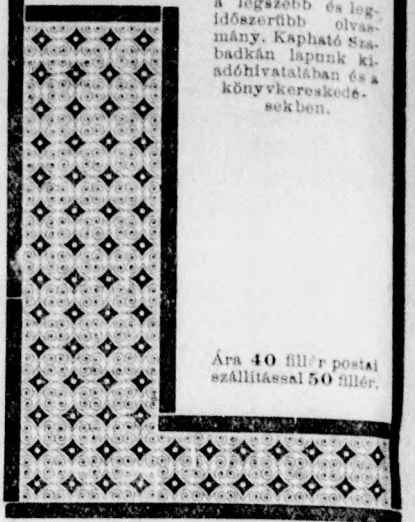 a legszebb és leg-
időszerűbb olvas-
mány. Kapható Sza-
badkán lapunk ki-
adóhivatalában és a
könyvkereskedé-
sekben.
Ára 40 fillér postai
szállitással 50 fillér.